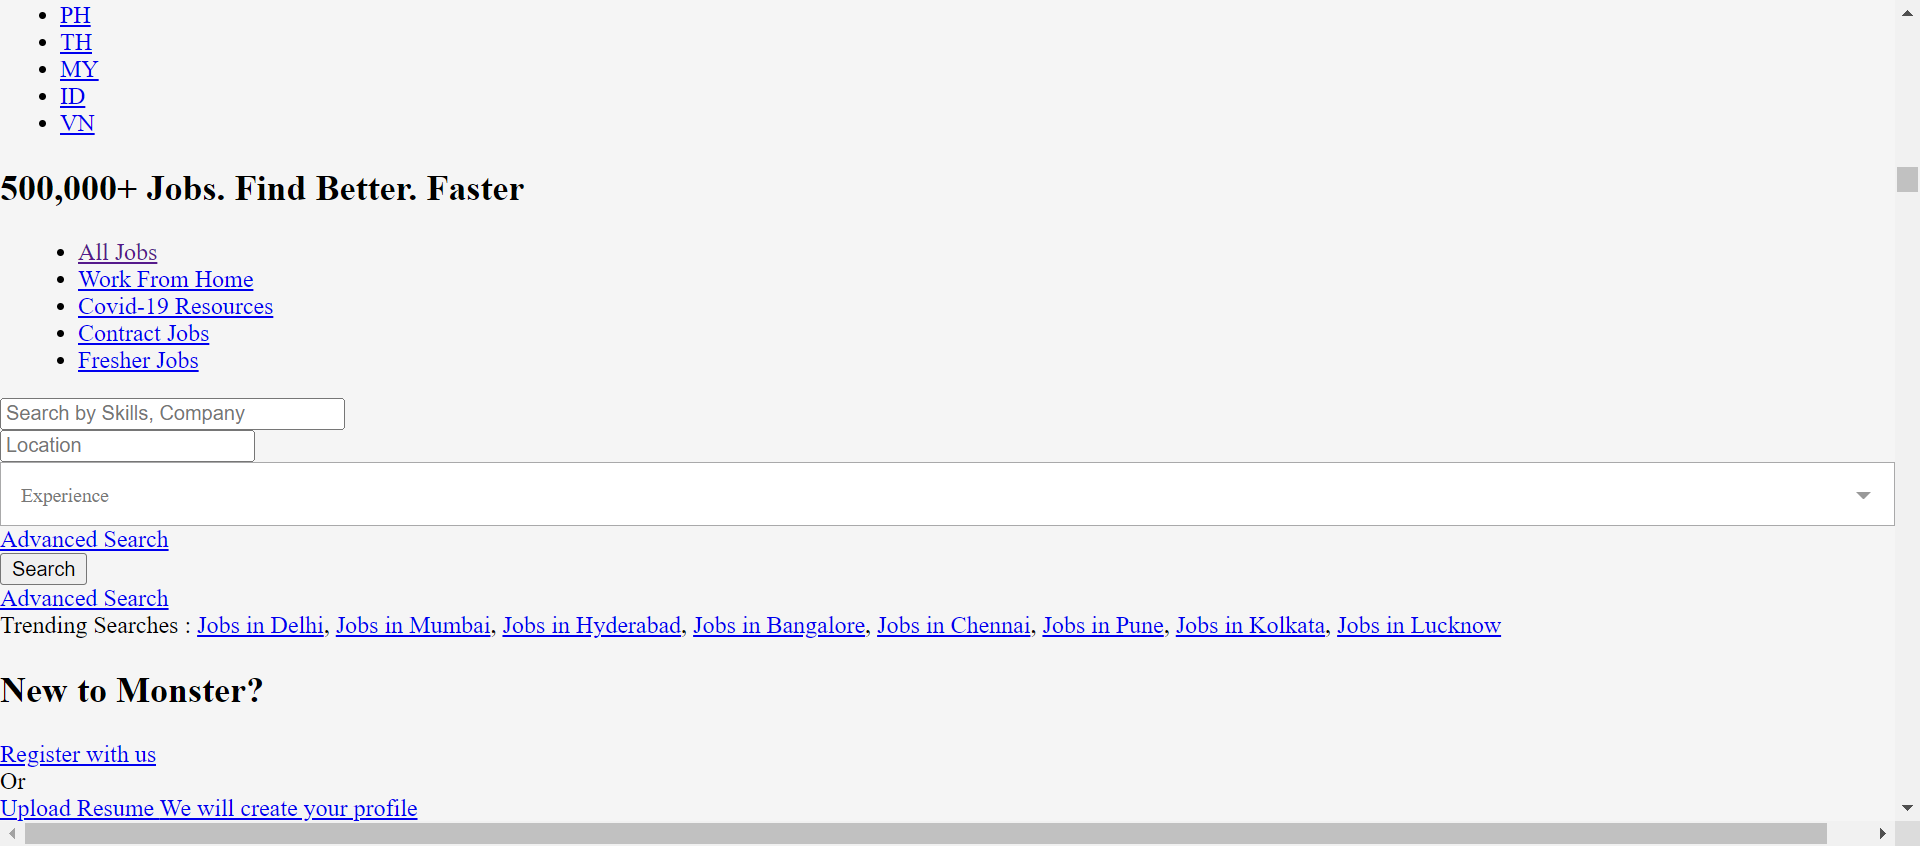 PH
TH
MY
ID
VN
500,000+ Jobs. Find Better. Faster
All Jobs
Work From Home
Covid-19 Resources
Contract Jobs
Fresher Jobs
Search by Skills, Company
Location
Experience
Advanced Search
Search
Advanced Search
Trending Searches : Jobs in Delhi, Jobs in Mumbai, Jobs in Hyderabad, Jobs in Bangalore, Jobs in Chennai, Jobs in Pune, Jobs in Kolkata, Jobs in Lucknow
New to Monster?
Register with us
Or
Upload Resume We will create your profile